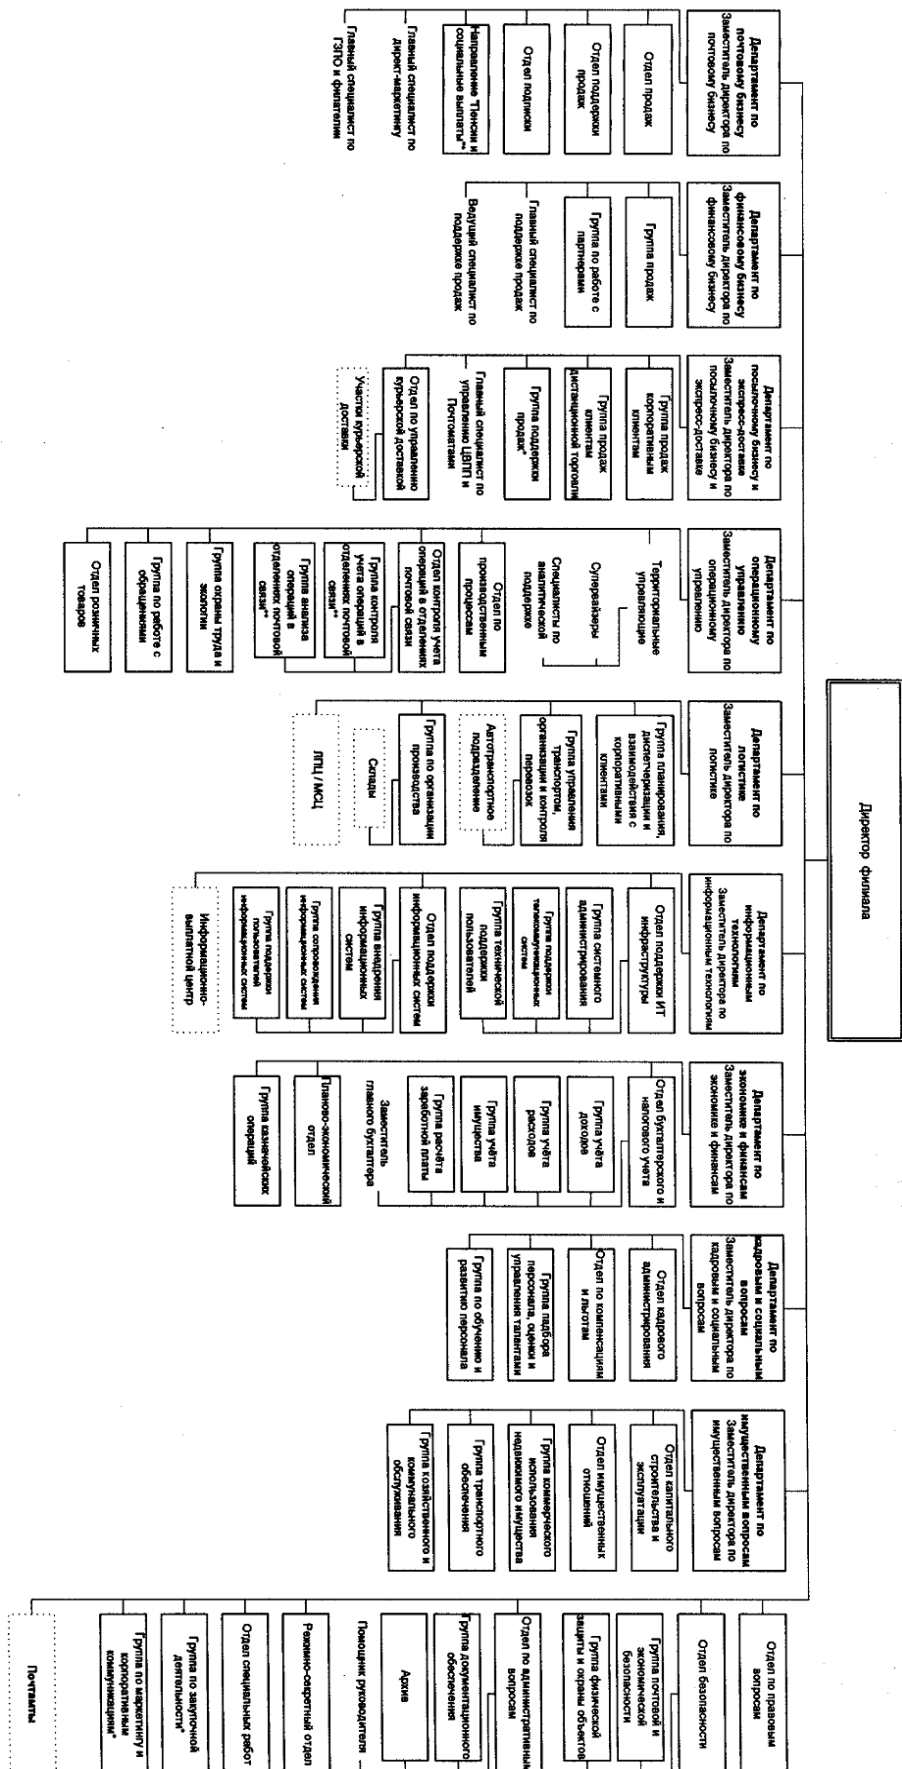 Директор филиала
Департамент по
почтовому бизнесу
Заместитель директора по
почтовому бизнесу
Отдел продаж
Отдел поддержки
продаж
Отдел подписки
Направление "Пенсии и
социальные выплаты"*
Главный специалист по
директ-маркетингу
Главный специалист по
ГЗПО и филателии
Департамент по
финансовому бизнесу
Заместитель директора по
финансовому бизнесу
Группа продаж
Группа по работе с
партнерами
Главный специалист по
поддержке продаж
Ведущий специалист по
поддержке продаж
Департамент по
посылочному бизнесу и
экспресс-доставке
Заместитель директора по
посылочному бизнесу и
экспресс-доставке
Группа продаж
корпоративным
клиентам
Группа продаж
клиентам
дистанционной торговли
Группа поддержки
продаж*
Главный специалист по
управлению ЦВПП и
Почтоматами
Отдел по управлению
курьерской доставкой
Участки курьерской
доставки
Департамент по
операционному
управлению
Заместитель директора по
операционному
управлению
Территориальные
управляющие
Супервайзеры
Специалисты по
аналитической
поддержке
Отдел по
производственным
процессам
Отдел контроля учета
операций в отделениях
почтовой связи
Группа контроля
учета операций в
отделениях почтовой
связи**
Группа анализа
операций в
отделениях почтовой
связи**
Группа охраны труда и
экологии
Группа по работе с
обращениями
Отдел розничных
товаров
Департамент по
логистике
Заместитель директора по
логистике
Группа планирования,
диспетчеризации и
взаимодействия с
корпоративными
клиентами
Группа управления
транспортом,
организации и контроля
перевозок
Автотранспортное
подразделение
Группа по организации
производства
Склады
ЛПЦ / МСЦ
Департамент по
информационным
технологиям
Заместитель директора по
информационным технологиям
Отдел поддержки ИТ
инфраструктуры
Группа системного
администрирования
Группа поддержки
телекоммуникационных
систем
Группа технической
поддержки
пользователей
Отдел поддержки
информационных систем
Группа внедрения
информационных
систем
Группа сопровождения
информационных систем
Группа поддержки
пользователей
информационных систем
Информационно-
выплатной центр
Департамент по
экономике и финансам
Заместитель директора по
экономике и финансам
Отдел бухгалтерского и
налогового учета
Группа учёта
доходов
Группа учёта
расходов
Группа учёта
имущества
Группа расчёта
заработной платы
Заместитель
главного бухгалтера
Планово-экономический
отдел
Группа казначейских
операций
Департамент по
кадровым и социальным
вопросам
Заместитель директора по
кадровым и социальным
вопросам
Отдел кадрового
администрирования
Отдел по компенсациям
и льготам
Группа подбора
персонала, оценки и
управления талантами
Группа по обучению и
развитию персонала
Департамент по
имущественным вопросам
Заместитель директора по
имущественным вопросам
Отдел капитального
строительства и
эксплуатации
Отдел имущественных
отношений
Группа коммерческого
использования
недвижимого имущества
Группа транспортного
обеспечения
Группа хозяйственного и
коммунального
обслуживания
Отдел по правовым
вопросам
Отдел безопасности
Группа почтовой и
экономической
безопасности
Группа физической
защиты и охраны объектов
Отдел по административным
вопросам
Группа документационного
обеспечения
Архив
Помощник руководителя
Режимно-секретный отдел
Отдел специальных работ
Группа по закупочной
деятельности*
Группа по маркетингу и
корпоративным
коммуникациям*
Почтамты